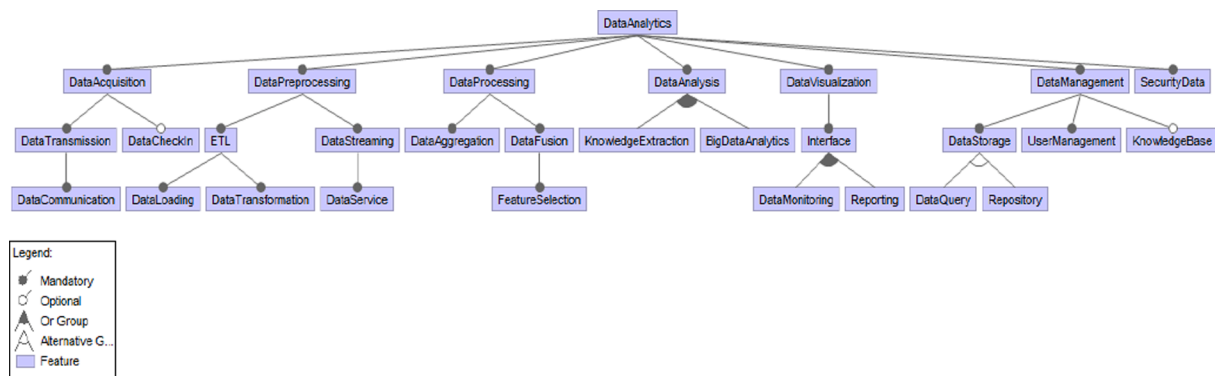 DataAnalytics
DataAcquisition DataPreprocessing DataProcessing DataAnalysis DataVisualization DataManagement SecurityData
DataTransmission DataCheckIn ETL DataStreaming DataAggregation DataFusion KnowledgeExtraction BigDataAnalytics Interface DataStorage UserManagement KnowledgeBase
DataCommunication DataLoading DataTransformation DataService FeatureSelection DataMonitoring Reporting DataQuery Repository
Legend:
Mandatory
Optional
Or Group
Alternative G...
Feature